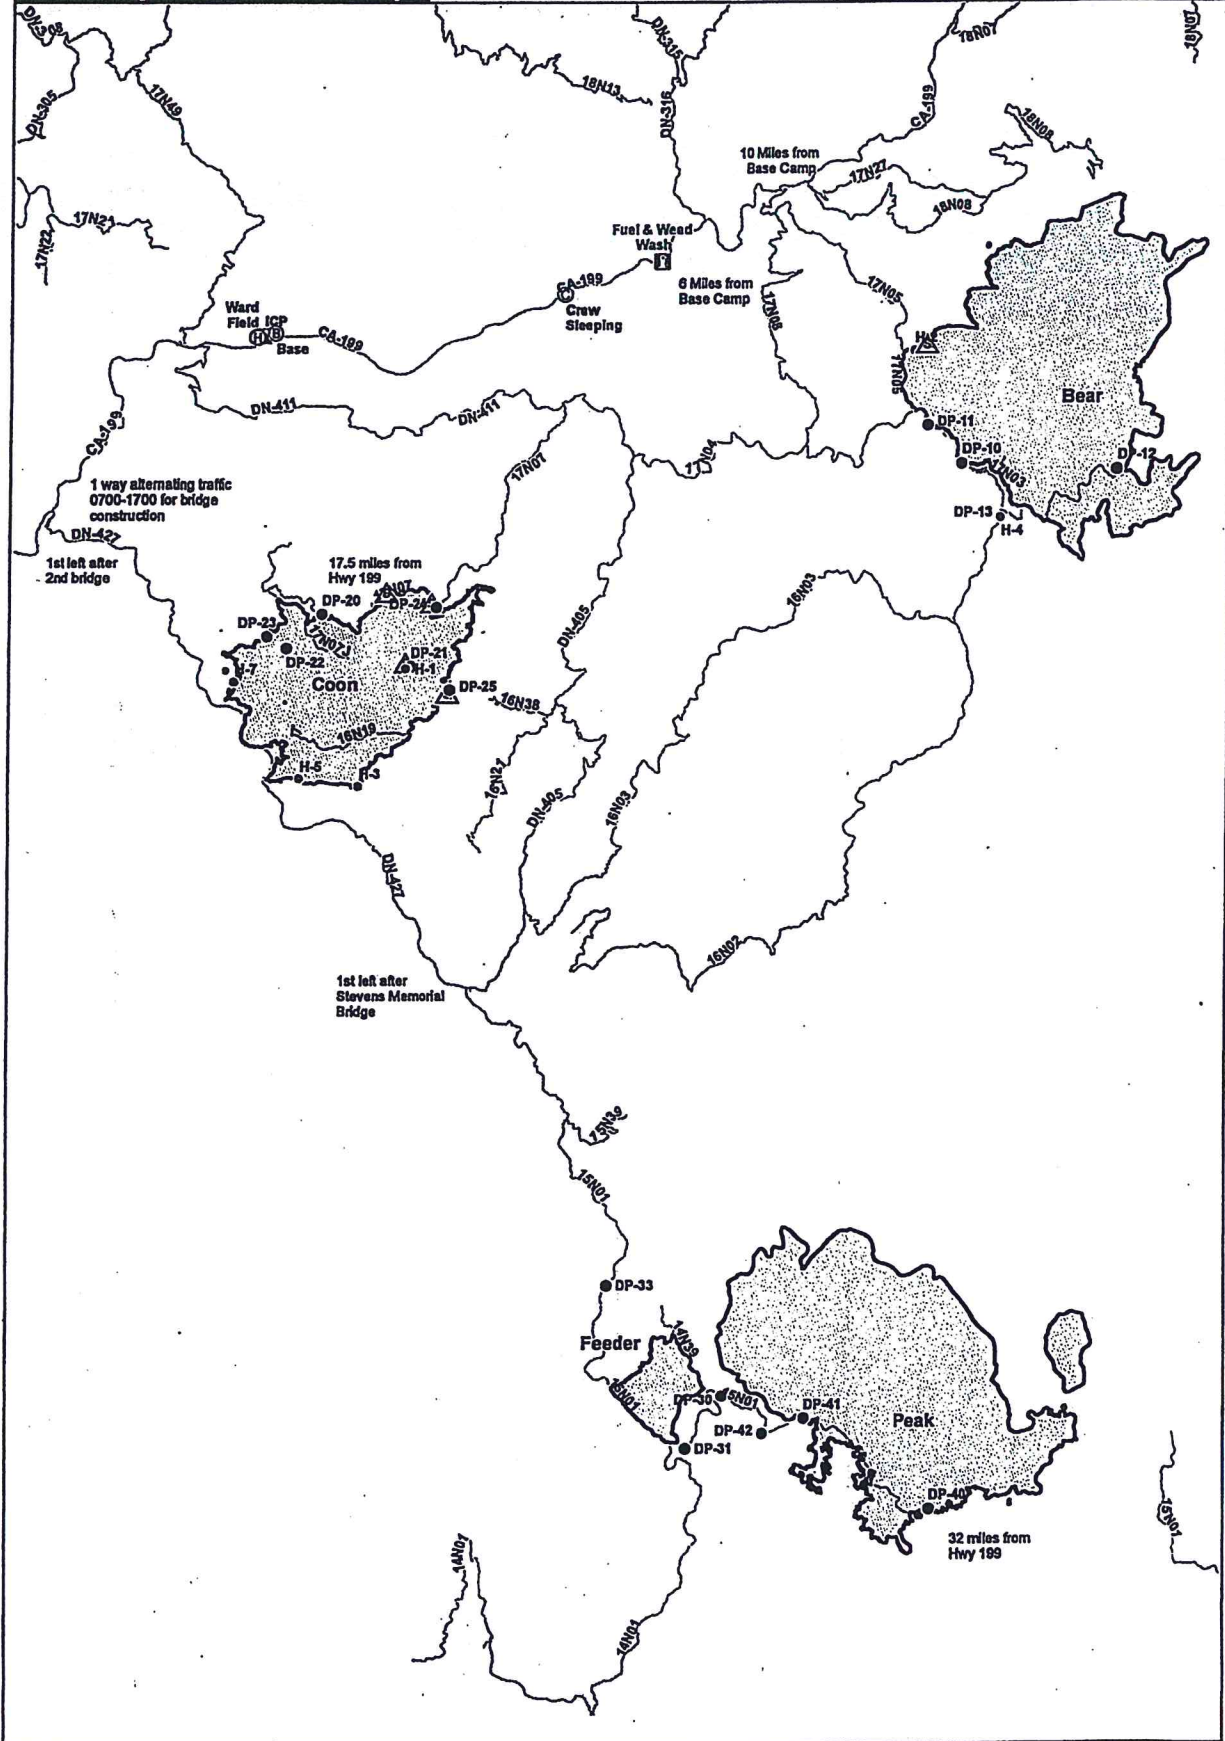 DN-308
18N07
18N07
DN-315
DN-305
17N49
18N13
DN-316
CA-199
18N08
10 Miles from
Base Camp
17N27
18N08
17N21
17N22
Fuel & Weed
Wash
CA-199
6 Miles from
Base Camp
C
Crew
Sleeping
17N05
17N08
Ward
Field
ICP
H
B
Base
CA-199
17N05
Bear
DN-411
DN-411
CA-199
DP-11
DP-10
17N03
DP-12
17N04
17N07
1 way alternating traffic
0700-1700 for bridge
construction
DP-13
H-4
DN-427
1st left after
2nd bridge
17.5 miles from
Hwy 199
DP-20
DP-23
17N07J
DP-22
DP-21
H-1
H-7
Coon
DP-25
16N38
DN-405
16N03
16N19
H-5
H-3
16N21
DN-405
16N03
DN-427
16N02
1st left after
Stevens Memorial
Bridge
15N39
15N01
DP-33
Feeder
14N39
15N01
DP-30
15N01
DP-41
DP-42
Peak
DP-31
DP-40
15N01
32 miles from
Hwy 199
14N01
14N01